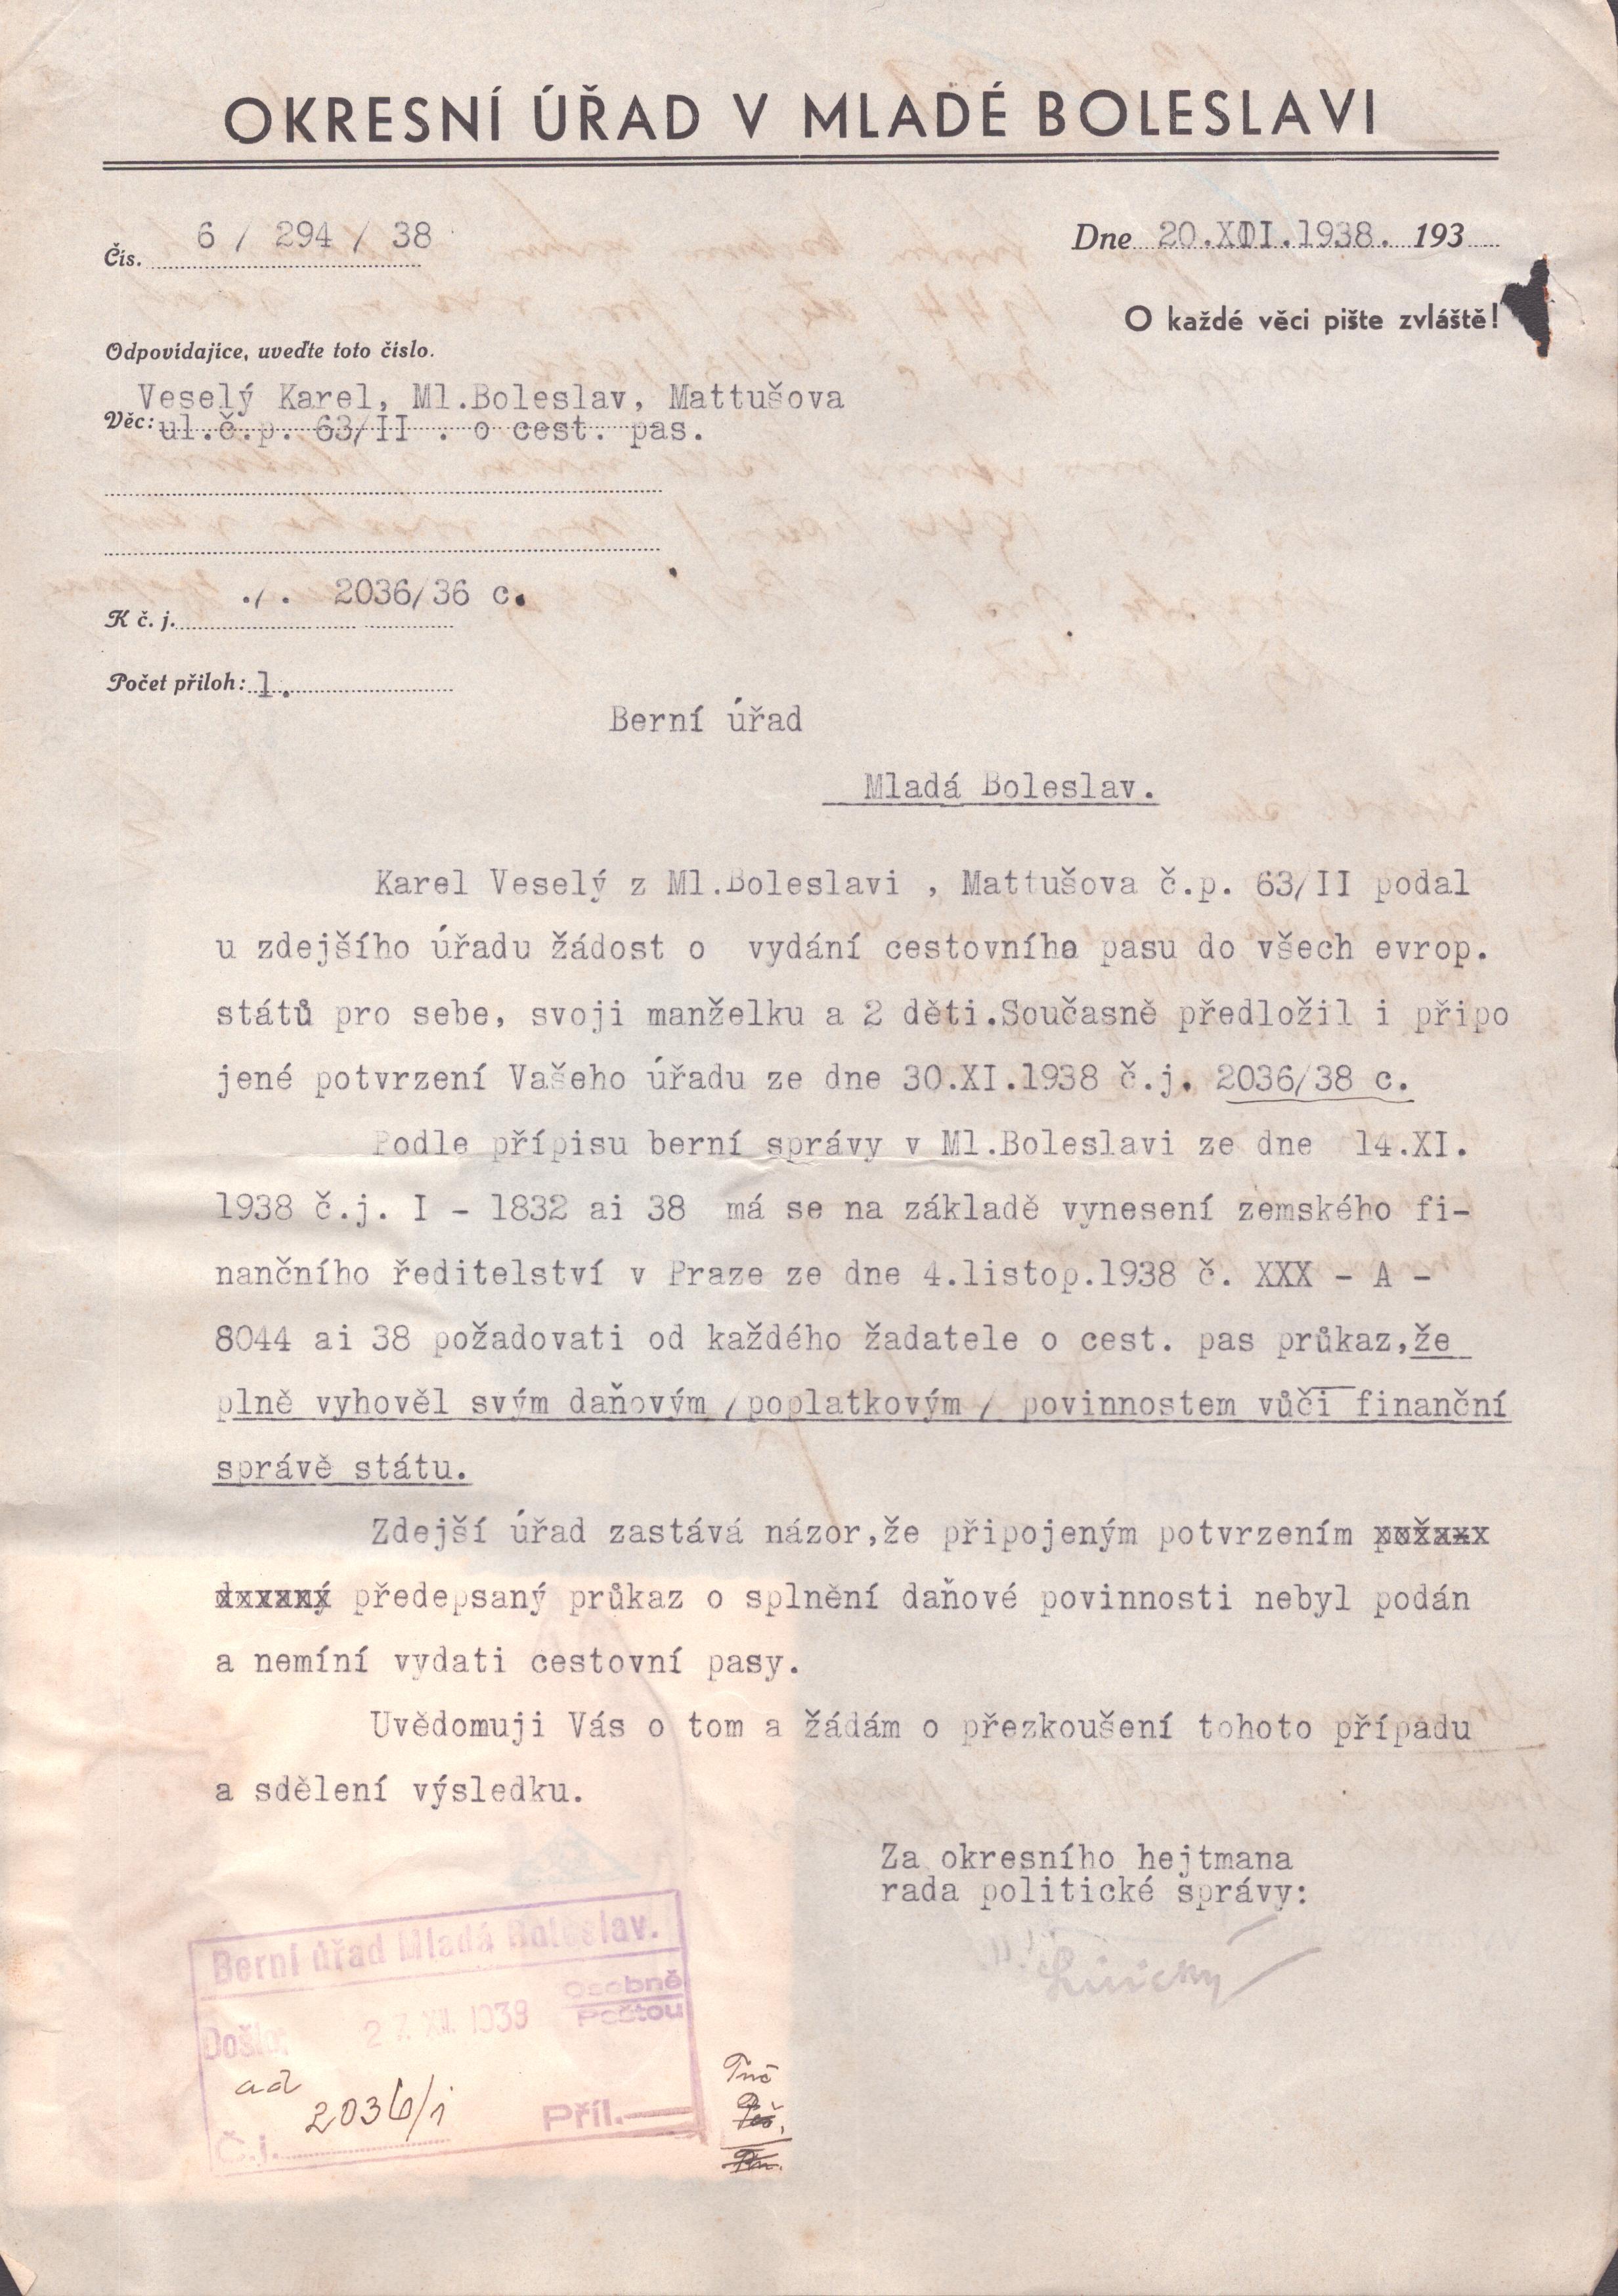 OKRESNÍ ÚŘAD V MLADÉ BOLESLAVI
Čís. 6 / 294 / 38
Dne 20.XII.1938. 193
O každé věci pište zvláště!
Odpovídajíce, uveďte toto číslo.
Veselý Karel, Ml.Boleslav, Mattušova
Věc: ul.č.p. 63/II . o cest. pas.
K č. j. ./. 2036/36 c.
Počet příloh: 1.
Berní úřad
Mladá Boleslav.
Karel Veselý z Ml.Boleslavi , Mattušova č.p. 63/II podal
u zdejšího úřadu žádost o vydání cestovního pasu do všech evrop.
států pro sebe, svoji manželku a 2 děti.Současně předložil i připo
jené potvrzení Vašeho úřadu ze dne 30.XI.1938 č.j. 2036/38 c.
Podle přípisu berní správy v Ml.Boleslavi ze dne 14.XI.
1938 č.j. I - 1832 ai 38 má se na základě vynesení zemského fi-
nančního ředitelství v Praze ze dne 4.listop.1938 č. XXX - A -
8044 ai 38 požadovati od každého žadatele o cest. pas průkaz,že
plně vyhověl svým daňovým /poplatkovým / povinnostem vůči finanční
správě státu.
Zdejší úřad zastává názor,že připojeným potvrzením
předepsaný průkaz o splnění daňové povinnosti nebyl podán
a nemíní vydati cestovní pasy.
Uvědomuji Vás o tom a žádám o přezkoušení tohoto případu
a sdělení výsledku.
Za okresního hejtmana
rada politické správy:
Berní úřad Mladá Boleslav.
Osobně
Poštou
Došlo: 27.XII.1938
ad
2036/1
Č.j.
Příl.